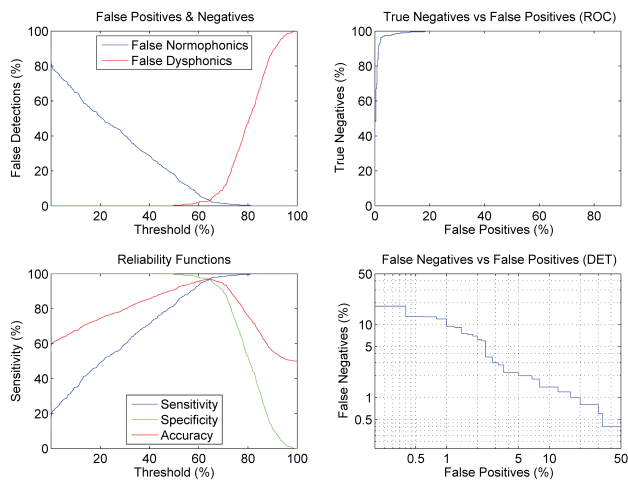 False Positives & Negatives
100
80
60
40
20
0
False Detections (%)
False Normophonics
False Dysphonics
20
40
60
80
100
Threshold (%)
True Negatives vs False Positives (ROC)
100
80
60
40
20
0
True Negatives (%)
0
20
40
60
80
False Positives (%)
Reliability Functions
100
80
60
40
20
0
Sensitivity (%)
Sensitivity
Specificity
Accuracy
20
40
60
80
100
Threshold (%)
False Negatives vs False Positives (DET)
50
10
5
1
0.5
False Negatives (%)
0.5
1
5
10
50
False Positives (%)